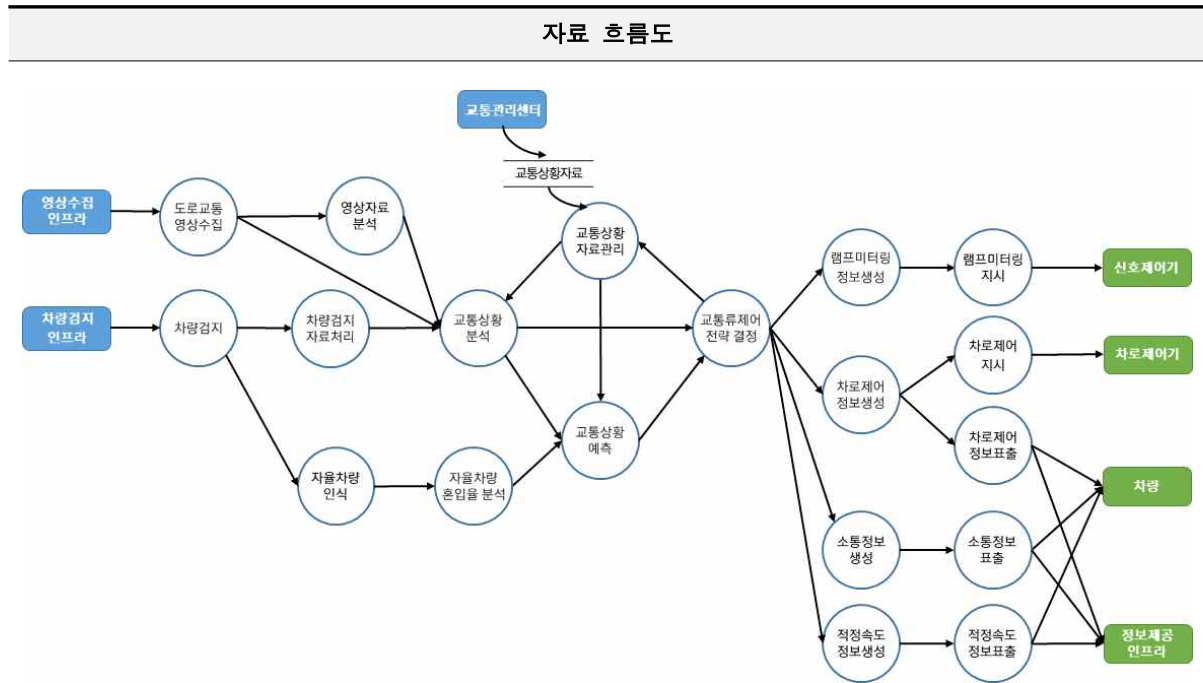 자료 흐름도
교통관리센터
교통상황자료
영상수집
인프라
도로교통
영상수집
영상자료
분석
교통상황
자료관리
램프미터링
정보생성
램프미터링
지시
신호제어기
차량검지
인프라
차량검지
차량검지
자료처리
교통상황
분석
교통류제어
전략 결정
차로제어
정보생성
차로제어
지시
차로제어기
차로제어
정보표출
자율차량
인식
자율차량
혼입율 분석
교통상황
예측
차량
소통정보
생성
소통정보
표출
적정속도
정보생성
적정속도
정보표출
정보제공
인프라